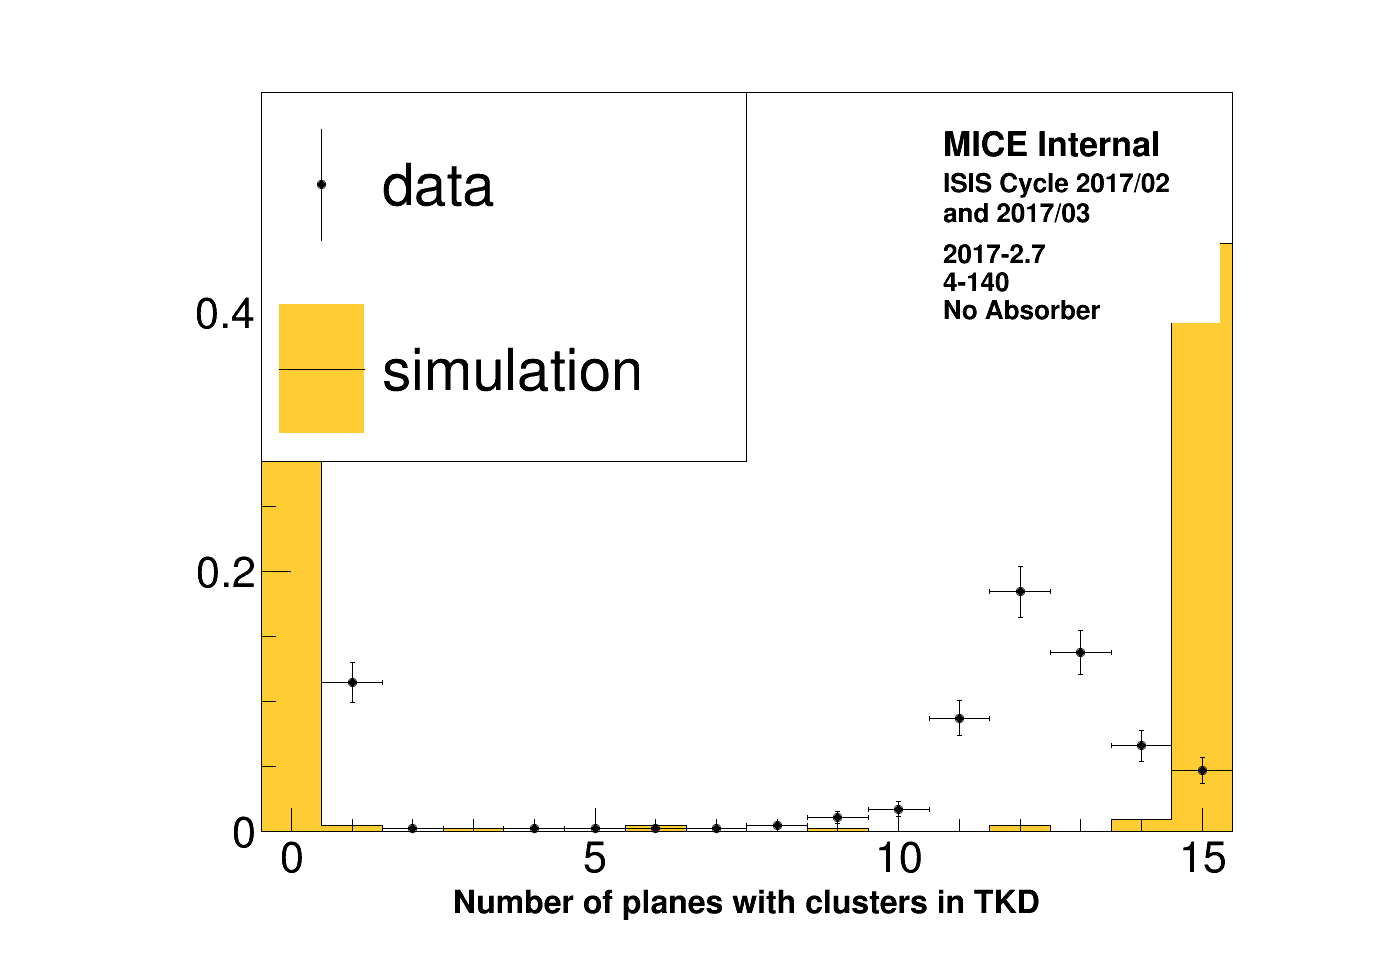 data
simulation
MICE Internal
ISIS Cycle 2017/02
and 2017/03
2017-2.7
4-140
No Absorber
0.4
0.2
0
0 5 10 15
Number of planes with clusters in TKD